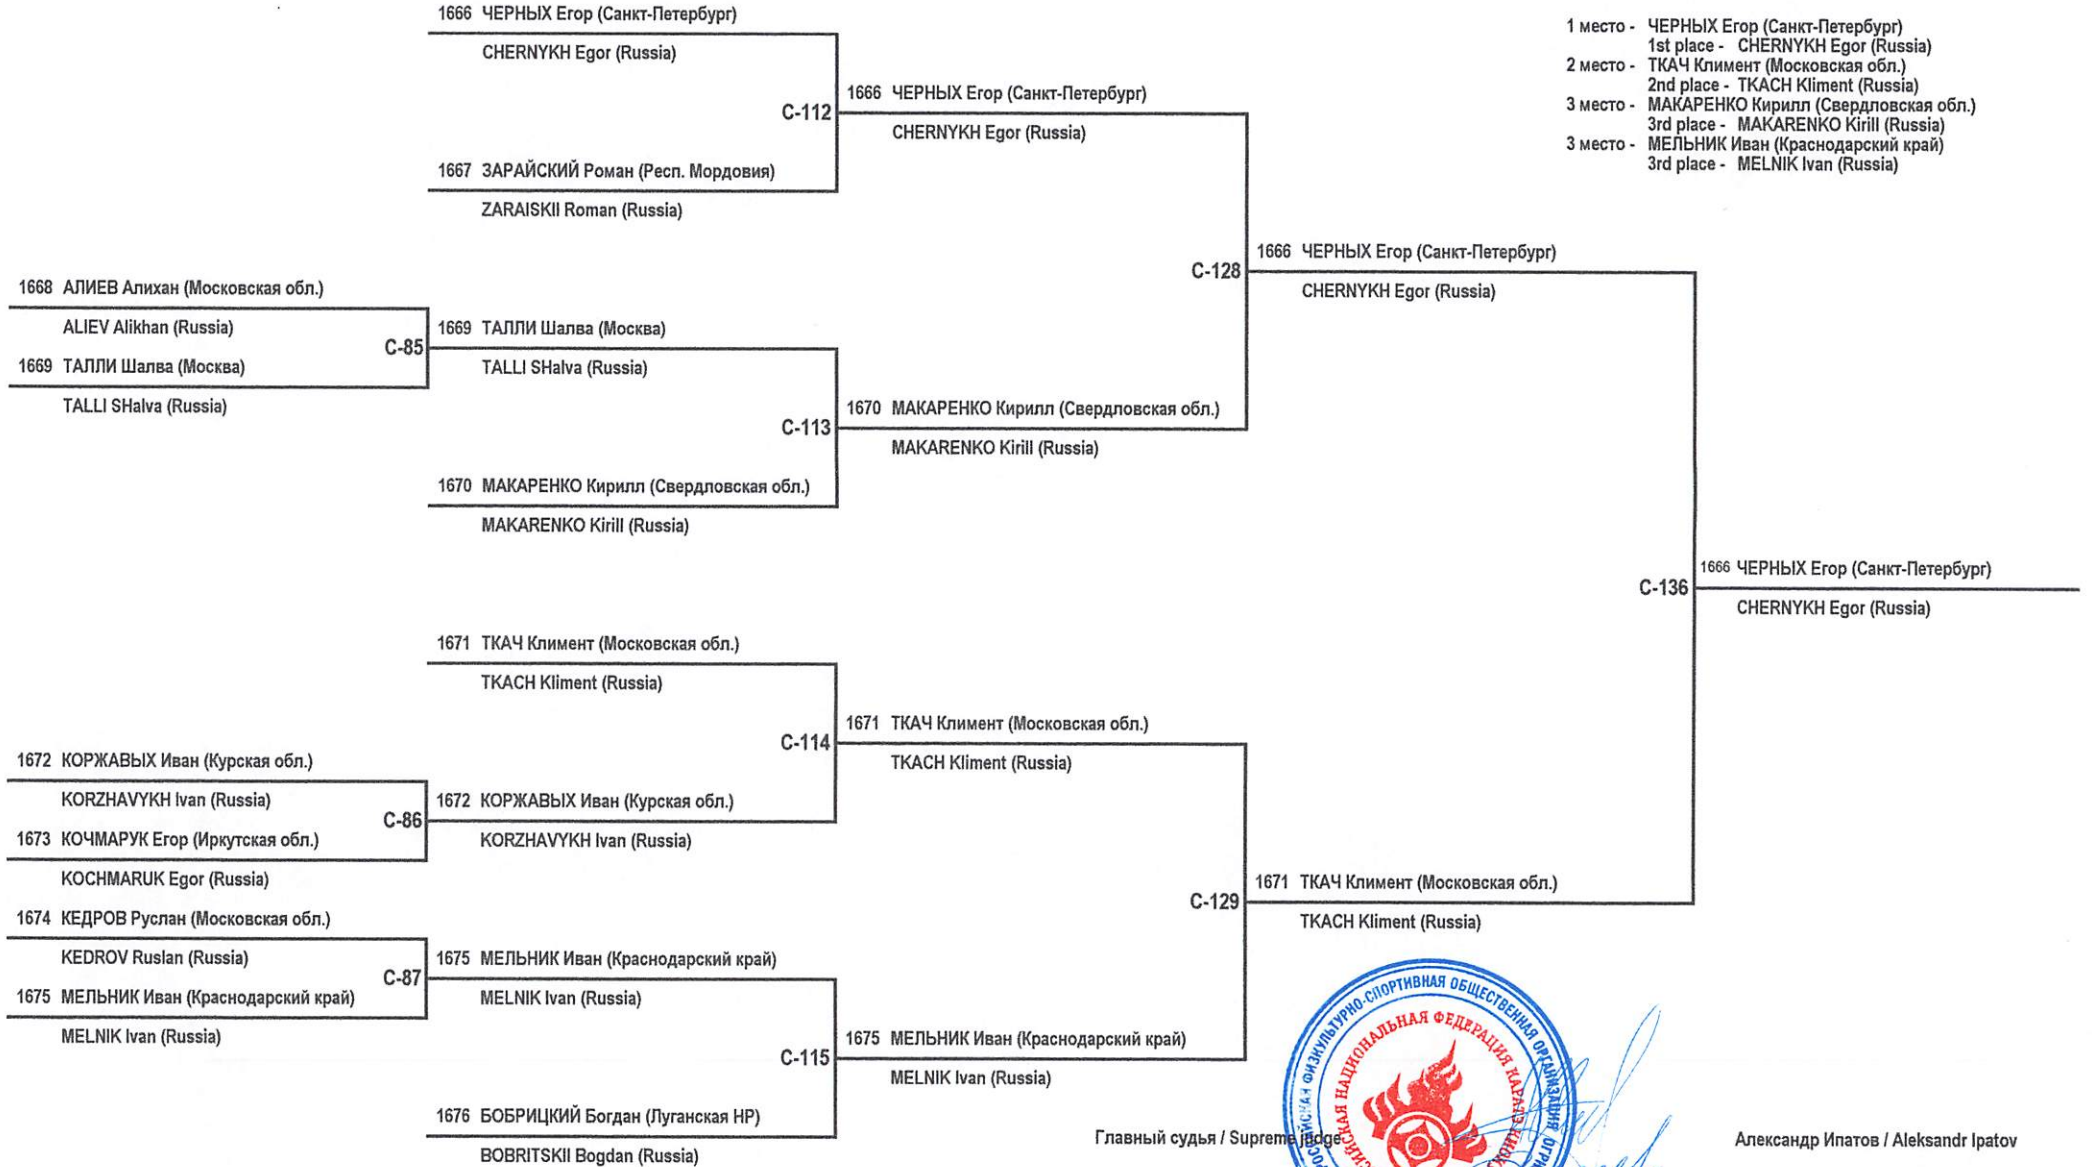 1666 ЧЕРНЫХ Егор (Санкт-Петербург)
CHERNYKH Egor (Russia)
1 место - ЧЕРНЫХ Егор (Санкт-Петербург)
1st place - CHERNYKH Egor (Russia)
2 место - ТКАЧ Климент (Московская обл.)
2nd place - TKACH Kliment (Russia)
3 место - МАКАРЕНКО Кирилл (Свердловская обл.)
3rd place - MAKARENKO Kirill (Russia)
3 место - МЕЛЬНИК Иван (Краснодарский край)
3rd place - MELNIK Ivan (Russia)
C-112
1666 ЧЕРНЫХ Егор (Санкт-Петербург)
CHERNYKH Egor (Russia)
1667 ЗАРАЙСКИЙ Роман (Респ. Мордовия)
ZARAISKII Roman (Russia)
C-128
1666 ЧЕРНЫХ Егор (Санкт-Петербург)
CHERNYKH Egor (Russia)
1668 АЛИЕВ Алихан (Московская обл.)
ALIEV Alikhan (Russia)
C-85
1669 ТАЛЛИ Шалва (Москва)
TALLI SHalva (Russia)
1669 ТАЛЛИ Шалва (Москва)
TALLI SHalva (Russia)
C-113
1670 МАКАРЕНКО Кирилл (Свердловская обл.)
MAKARENKO Kirill (Russia)
1670 МАКАРЕНКО Кирилл (Свердловская обл.)
MAKARENKO Kirill (Russia)
C-136
1666 ЧЕРНЫХ Егор (Санкт-Петербург)
CHERNYKH Egor (Russia)
1671 ТКАЧ Климент (Московская обл.)
TKACH Kliment (Russia)
C-114
1671 ТКАЧ Климент (Московская обл.)
TKACH Kliment (Russia)
1672 КОРЖАВЫХ Иван (Курская обл.)
KORZHAVYKH Ivan (Russia)
C-86
1672 КОРЖАВЫХ Иван (Курская обл.)
KORZHAVYKH Ivan (Russia)
1673 КОЧМАРУК Егор (Иркутская обл.)
KOCHMARUK Egor (Russia)
C-129
1671 ТКАЧ Климент (Московская обл.)
TKACH Kliment (Russia)
1674 КЕДРОВ Руслан (Московская обл.)
KEDROV Ruslan (Russia)
C-87
1675 МЕЛЬНИК Иван (Краснодарский край)
MELNIK Ivan (Russia)
1675 МЕЛЬНИК Иван (Краснодарский край)
MELNIK Ivan (Russia)
C-115
1675 МЕЛЬНИК Иван (Краснодарский край)
MELNIK Ivan (Russia)
1676 БОБРИЦКИЙ Богдан (Луганская НР)
BOBRITSKII Bogdan (Russia)
ФИЗКУЛЬТУРНО-СПОРТИВНАЯ ОБЩЕСТВЕННАЯ ОРГАНИЗАЦИЯ
НАЦИОНАЛЬНАЯ ФЕДЕРАЦИЯ КАРАТЭ
Главный судья / Supreme judge
Александр Ипатов / Aleksandr Ipatov